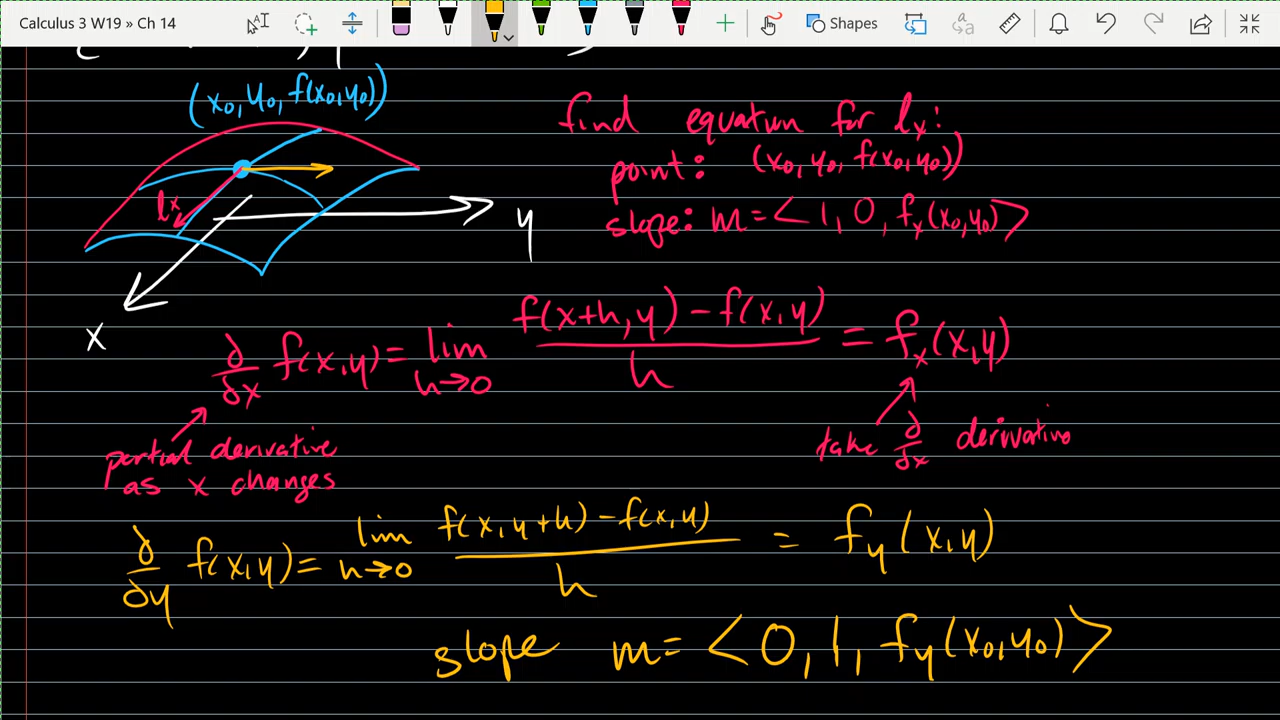 Calculus 3 W19 » Ch 14
Shapes
(x₀, y₀, f(x₀,y₀))
find equation for lₓ:
point: (x₀, y₀, f(x₀,y₀))
slope: m = < 1, 0, fₓ(x₀,y₀) >
lₓ
y
x
∂/∂x f(x,y) = lim h→0 (f(x+h, y) − f(x,y))/h = fₓ(x,y)
partial derivative
as x changes
take ∂/∂x derivative
∂/∂y f(x,y) = lim h→0 (f(x, y+h) − f(x,y))/h = f_y(x,y)
slope m = < 0, 1, f_y(x₀,y₀) >